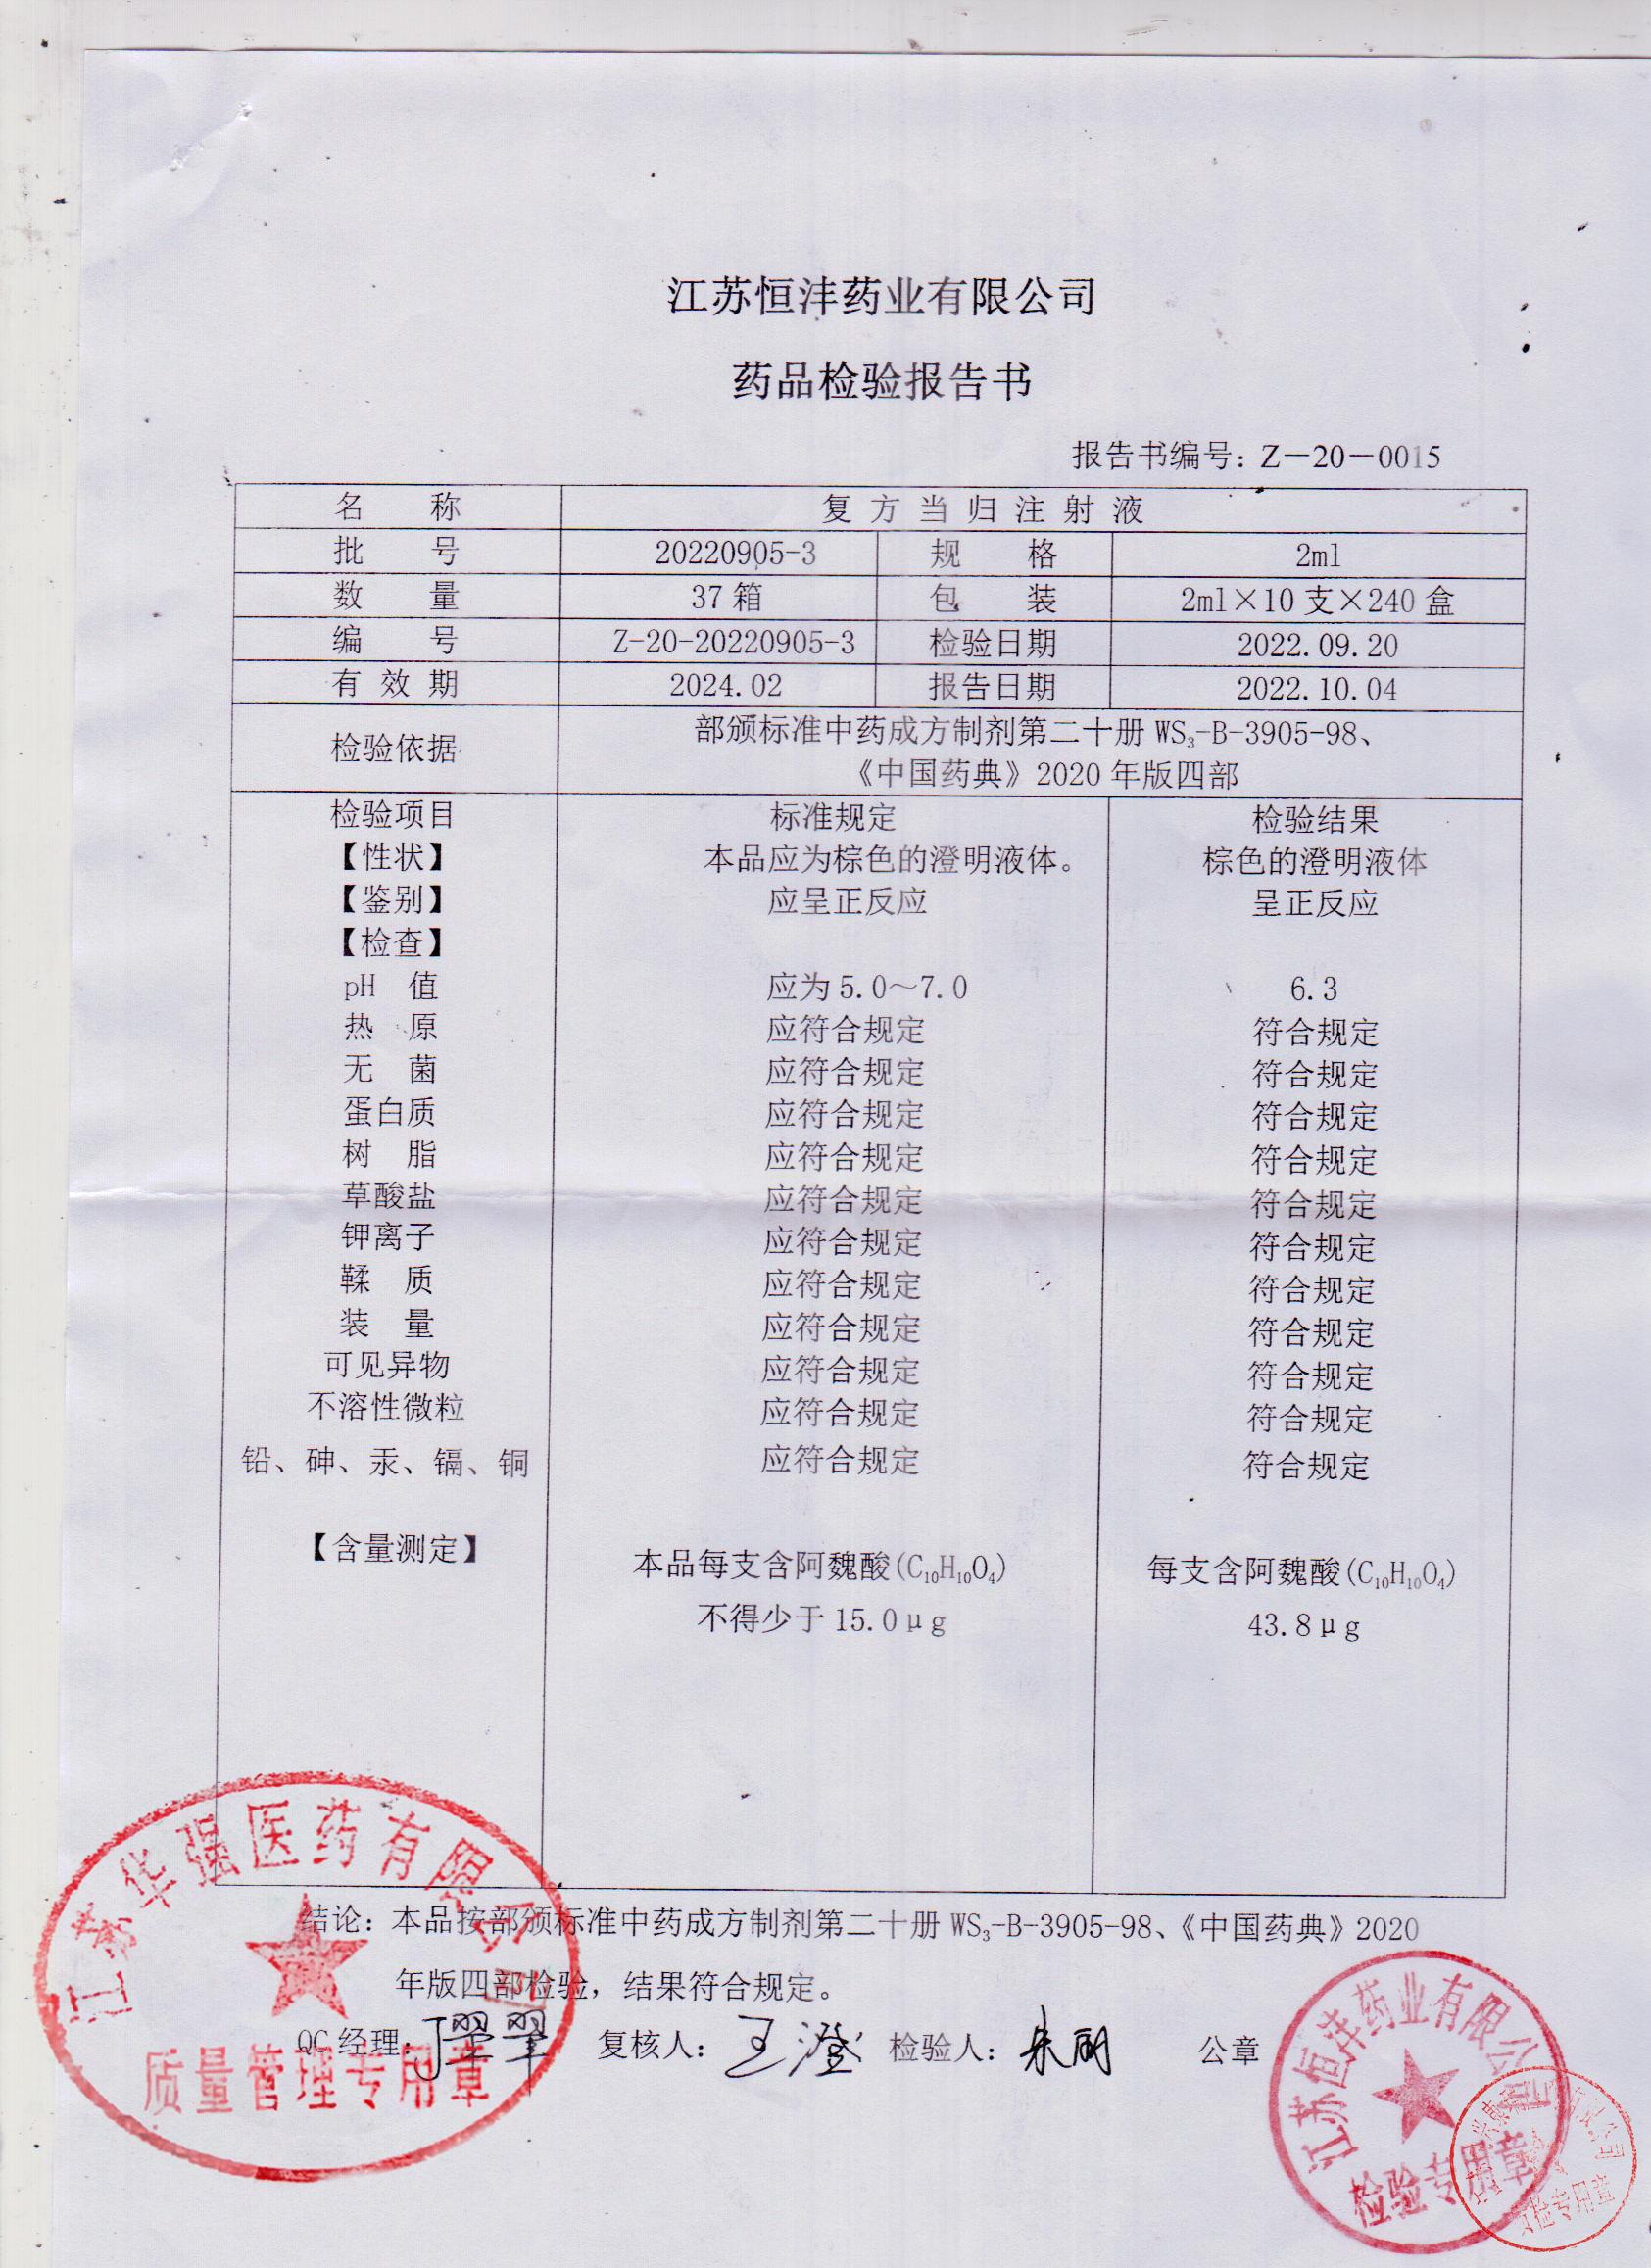 江苏恒沣药业有限公司
药品检验报告书
报告书编号：Z－20－0015
名 称 复方当归注射液
批 号 20220905-3 规 格 2ml
数 量 37箱 包 装 2ml×10支×240盒
编 号 Z-20-20220905-3 检验日期 2022.09.20
有效期 2024.02 报告日期 2022.10.04
检验依据 部颁标准中药成方制剂第二十册WS₃-B-3905-98、
《中国药典》2020年版四部
检验项目 标准规定 检验结果
【性状】 本品应为棕色的澄明液体。 棕色的澄明液体
【鉴别】 应呈正反应 呈正反应
【检查】
pH 值 应为5.0～7.0 6.3
热 原 应符合规定 符合规定
无 菌 应符合规定 符合规定
蛋白质 应符合规定 符合规定
树 脂 应符合规定 符合规定
草酸盐 应符合规定 符合规定
钾离子 应符合规定 符合规定
鞣 质 应符合规定 符合规定
装 量 应符合规定 符合规定
可见异物 应符合规定 符合规定
不溶性微粒 应符合规定 符合规定
铅、砷、汞、镉、铜 应符合规定 符合规定
【含量测定】 本品每支含阿魏酸(C₁₀H₁₀O₄) 每支含阿魏酸(C₁₀H₁₀O₄)
不得少于15.0μg 43.8μg
结论：本品按部颁标准中药成方制剂第二十册WS₃-B-3905-98、《中国药典》2020
年版四部检验，结果符合规定。
QC经理： 复核人：王澄 检验人：朱丽 公章
江苏华强医药有限公司
质量管理专用章
江苏恒沣药业有限公司
检验专用章